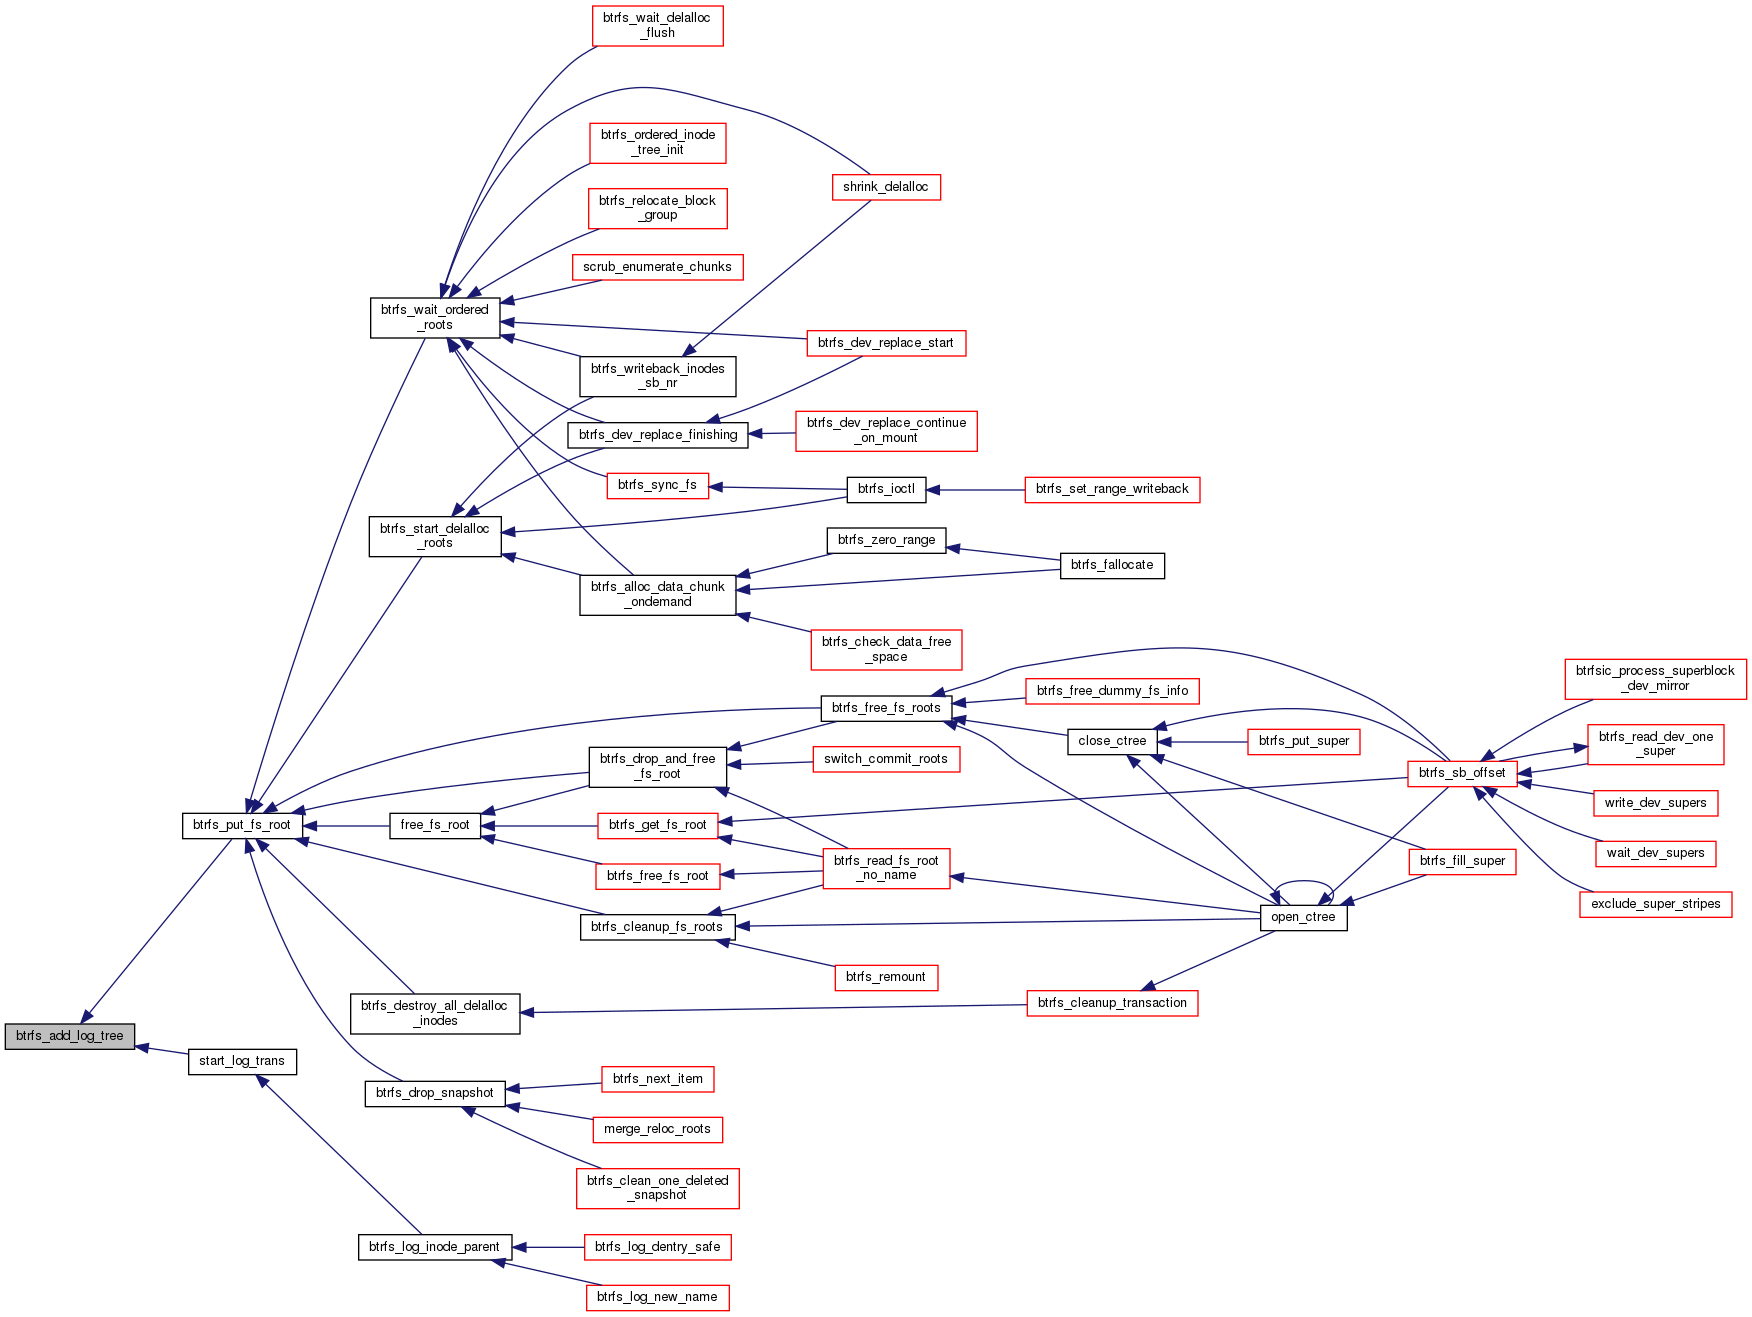 btrfs_wait_delalloc
_flush
btrfs_ordered_inode
_tree_init
shrink_delalloc
btrfs_relocate_block
_group
scrub_enumerate_chunks
btrfs_wait_ordered
_roots
btrfs_dev_replace_start
btrfs_writeback_inodes
_sb_nr
btrfs_dev_replace_finishing
btrfs_dev_replace_continue
_on_mount
btrfs_sync_fs
btrfs_ioctl
btrfs_set_range_writeback
btrfs_start_delalloc
_roots
btrfs_zero_range
btrfs_fallocate
btrfs_alloc_data_chunk
_ondemand
btrfs_check_data_free
_space
btrfsic_process_superblock
_dev_mirror
btrfs_free_dummy_fs_info
btrfs_free_fs_roots
close_ctree
btrfs_put_super
btrfs_read_dev_one
_super
btrfs_drop_and_free
_fs_root
switch_commit_roots
btrfs_sb_offset
write_dev_supers
btrfs_put_fs_root
free_fs_root
btrfs_get_fs_root
wait_dev_supers
btrfs_read_fs_root
_no_name
btrfs_fill_super
btrfs_free_fs_root
exclude_super_stripes
open_ctree
btrfs_cleanup_fs_roots
btrfs_remount
btrfs_destroy_all_delalloc
_inodes
btrfs_cleanup_transaction
btrfs_add_log_tree
start_log_trans
btrfs_next_item
btrfs_drop_snapshot
merge_reloc_roots
btrfs_clean_one_deleted
_snapshot
btrfs_log_inode_parent
btrfs_log_dentry_safe
btrfs_log_new_name